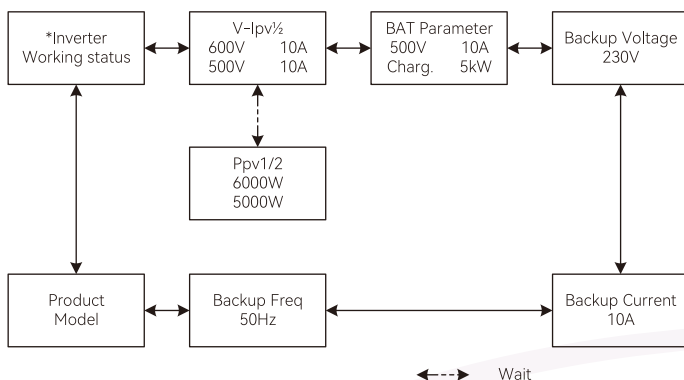 *Inverter
Working status
V-Ipv½
600V 10A
500V 10A
BAT Parameter
500V 10A
Charg. 5kW
Backup Voltage
230V
Ppv1/2
6000W
5000W
Product
Model
Backup Freq
50Hz
Backup Current
10A
Wait